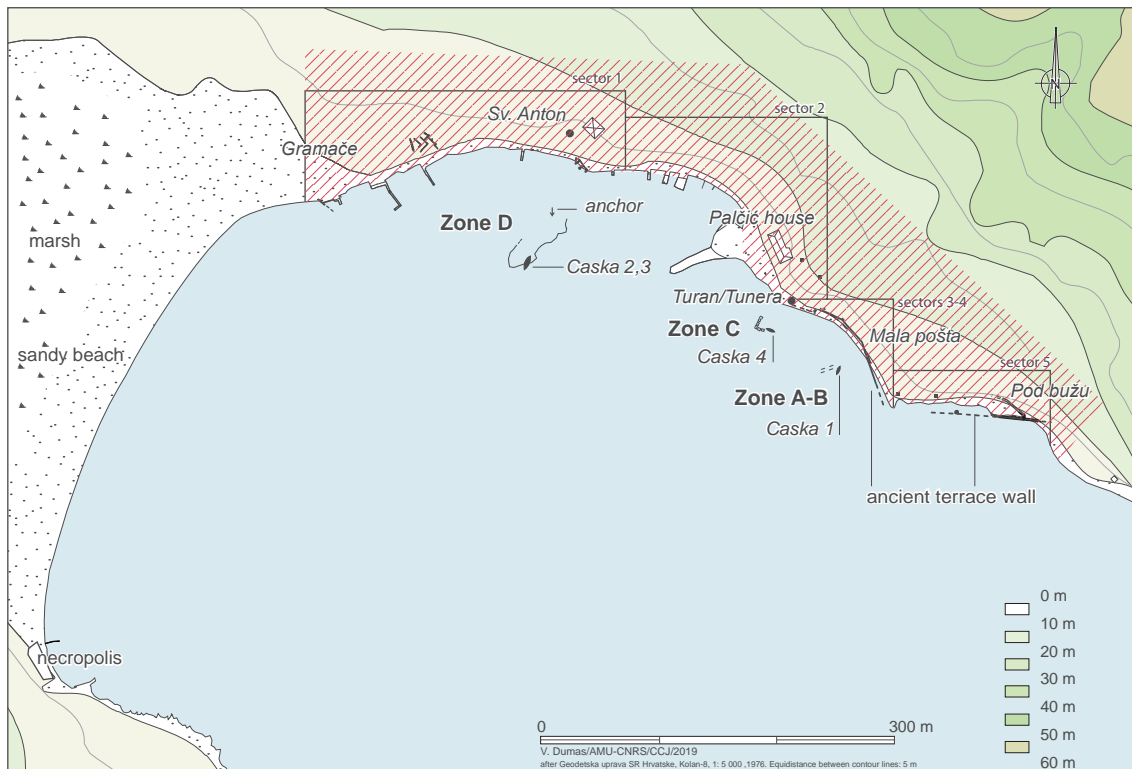 sector 1
sector 2
Sv. Anton
N
Gramače
marsh
anchor
Zone D
Palčić house
Caska 2,3
Turan/Tunera
sectors 3-4
Zone C
Mala pošta
sandy beach
Caska 4
sector 5
Pod bužu
Zone A-B
Caska 1
ancient terrace wall
necropolis
0 m
10 m
20 m
30 m
40 m
50 m
60 m
0
300 m
V. Dumas/AMU-CNRS/CCJ/2019
after Geodetska uprava SR Hrvatske, Kolan-8, 1: 5 000 ,1976. Equidistance between contour lines: 5 m